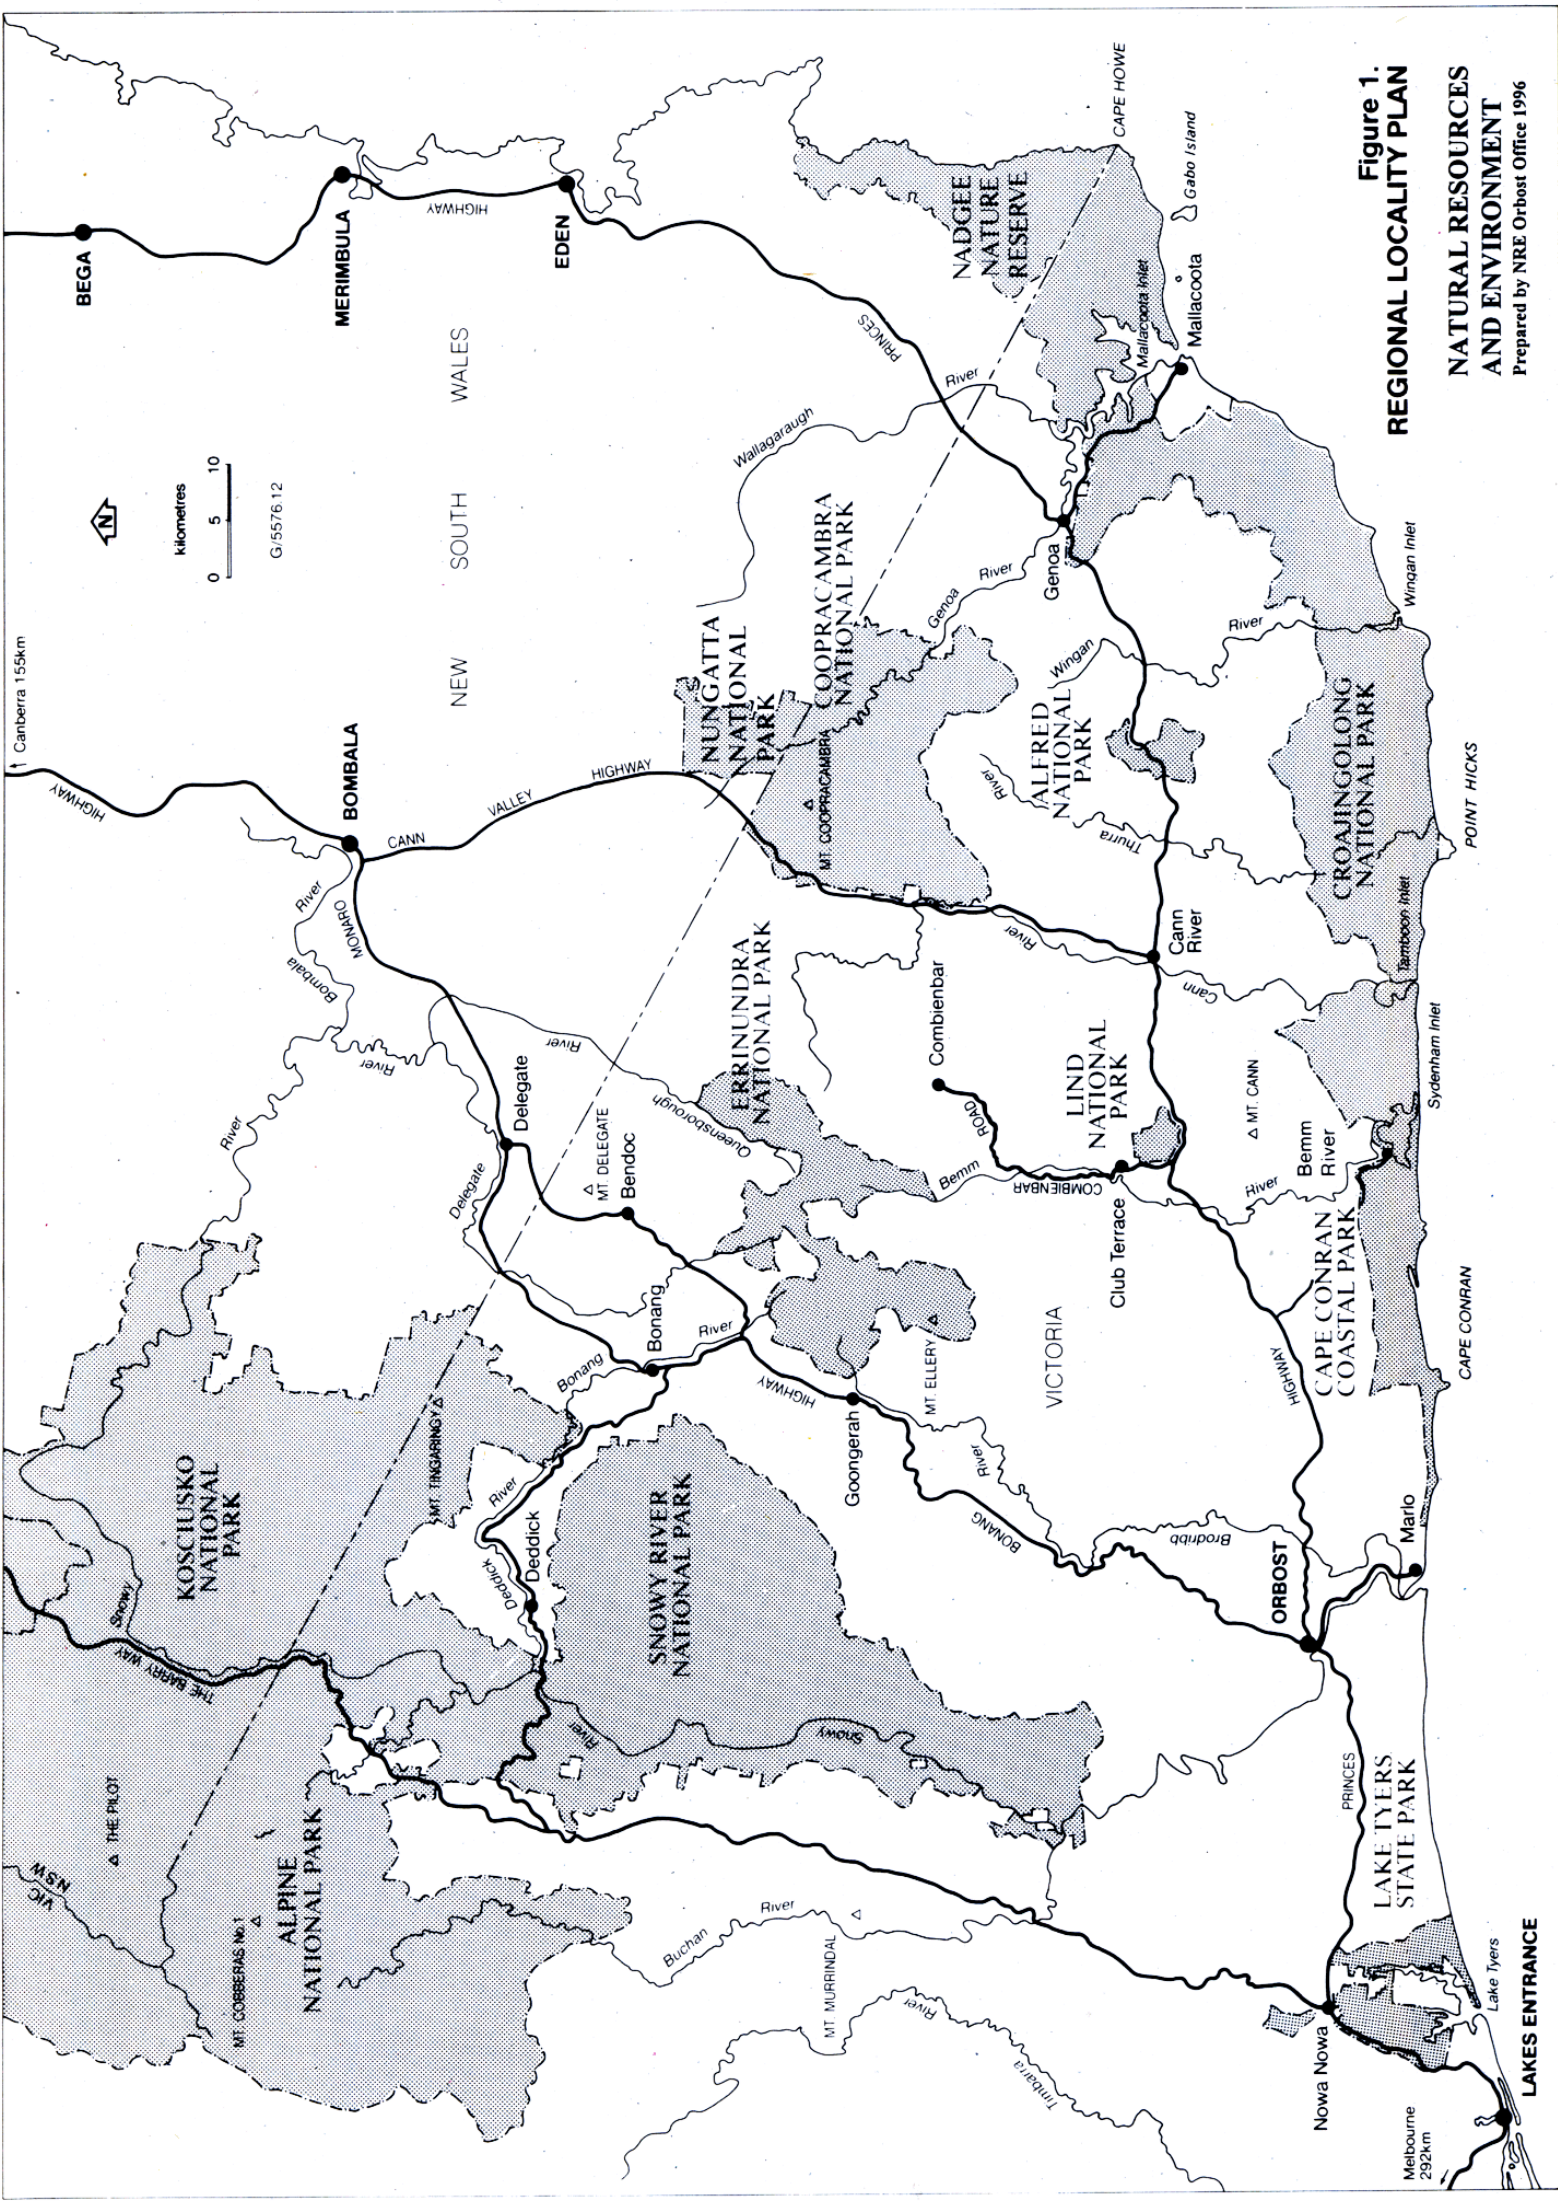 Canberra 155km
HIGHWAY
BEGA
MERIMBULA
HIGHWAY
EDEN
N
kilometres
0 5 10
G/5576.12
NEW SOUTH WALES
BOMBALA
River
Bombala
MONARO
CANN
VALLEY
HIGHWAY
River
River
River
Delegate
Delegate
MT. DELEGATE
Bendoc
Queensborough
NUNGATTA
NATIONAL
PARK
COOPRACAMBRA
NATIONAL PARK
MT. COOPRACAMBRA
Wallagaraugh
River
PRINCES
NADGEE
NATURE
RESERVE
CAPE HOWE
Gabo Island
Mallacoota Inlet
Mallacoota
Genoa
River
Genoa
Wingan
River
Wingan Inlet
ALFRED
NATIONAL
PARK
River
Thurra
CROAJINGOLONG
NATIONAL PARK
POINT HICKS
Tamboon Inlet
Cann
River
River
Cann
Sydenham Inlet
ERRINUNDRA
NATIONAL PARK
Combienbar
ROAD
COMBIENBAR
LIND
NATIONAL
PARK
Club Terrace
Bemm
River
MT. CANN
Bemm
River
CAPE CONRAN
COASTAL PARK
CAPE CONRAN
KOSCIUSKO
NATIONAL
PARK
MT. TINGARINGY
Snowy
THE BARRY WAY
VIC
NSW
THE PILOT
MT. COBBERAS No.1
ALPINE
NATIONAL PARK
Bonang
Bonang
River
River
Deddick
Deddick
SNOWY RIVER
NATIONAL PARK
River
Snowy
HIGHWAY
Goongerah
MT. ELLERY
River
BONANG
Brodribb
VICTORIA
HIGHWAY
ORBOST
Marlo
PRINCES
LAKE TYERS
STATE PARK
Buchan
River
MT. MURRINDAL
River
Timbarra
Nowa Nowa
Lake Tyers
LAKES ENTRANCE
Melbourne
292km
Figure 1.
REGIONAL LOCALITY PLAN
NATURAL RESOURCES
AND ENVIRONMENT
Prepared by NRE Orbost Office 1996